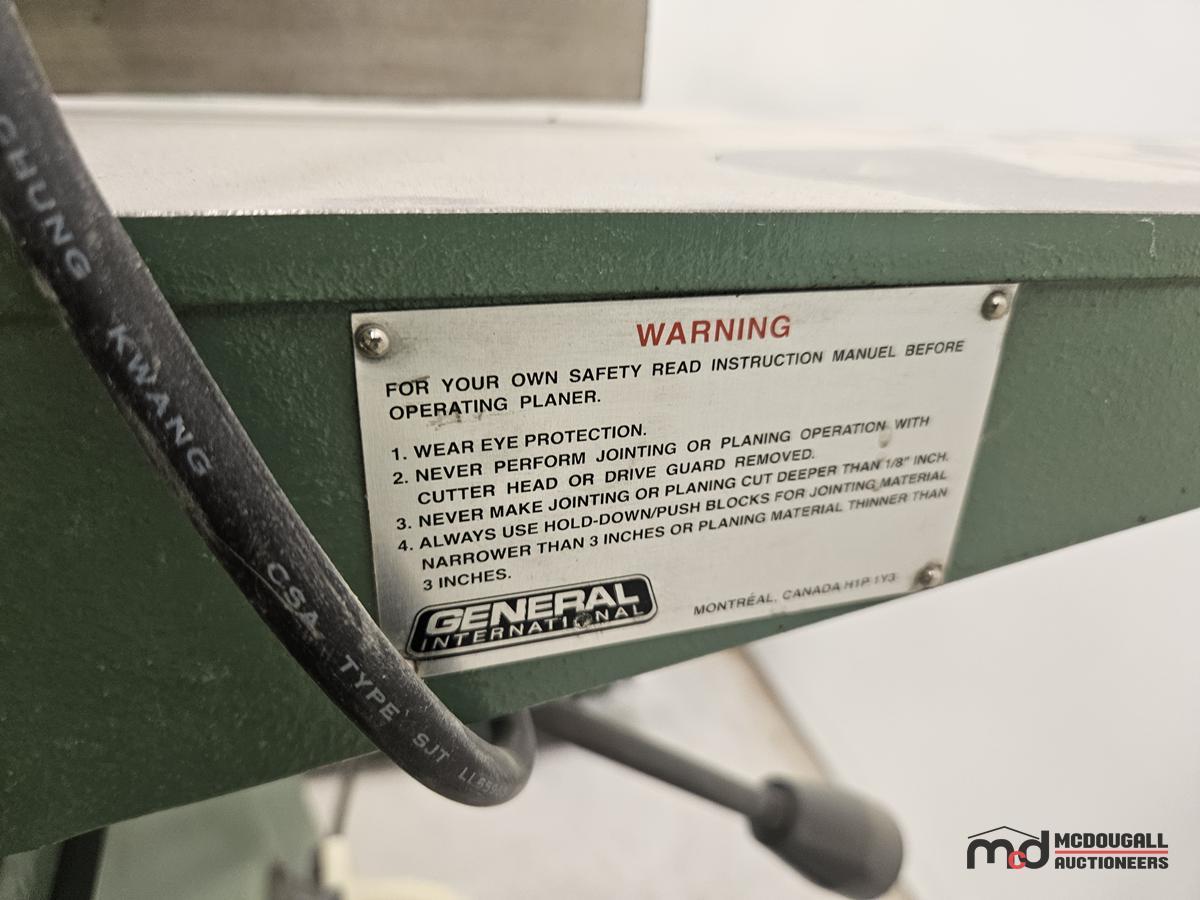 CHUNG KWANG CSA TYPE SJT
WARNING
FOR YOUR OWN SAFETY READ INSTRUCTION MANUEL BEFORE
OPERATING PLANER.
1. WEAR EYE PROTECTION.
2. NEVER PERFORM JOINTING OR PLANING OPERATION WITH
CUTTER HEAD OR DRIVE GUARD REMOVED.
3. NEVER MAKE JOINTING OR PLANING CUT DEEPER THAN 1/8" INCH.
4. ALWAYS USE HOLD-DOWN/PUSH BLOCKS FOR JOINTING MATERIAL
NARROWER THAN 3 INCHES OR PLANING MATERIAL THINNER THAN
3 INCHES.
GENERAL
INTERNATIONAL
MONTRÉAL, CANADA H1P 1Y3
mcd
MCDOUGALL
AUCTIONEERS